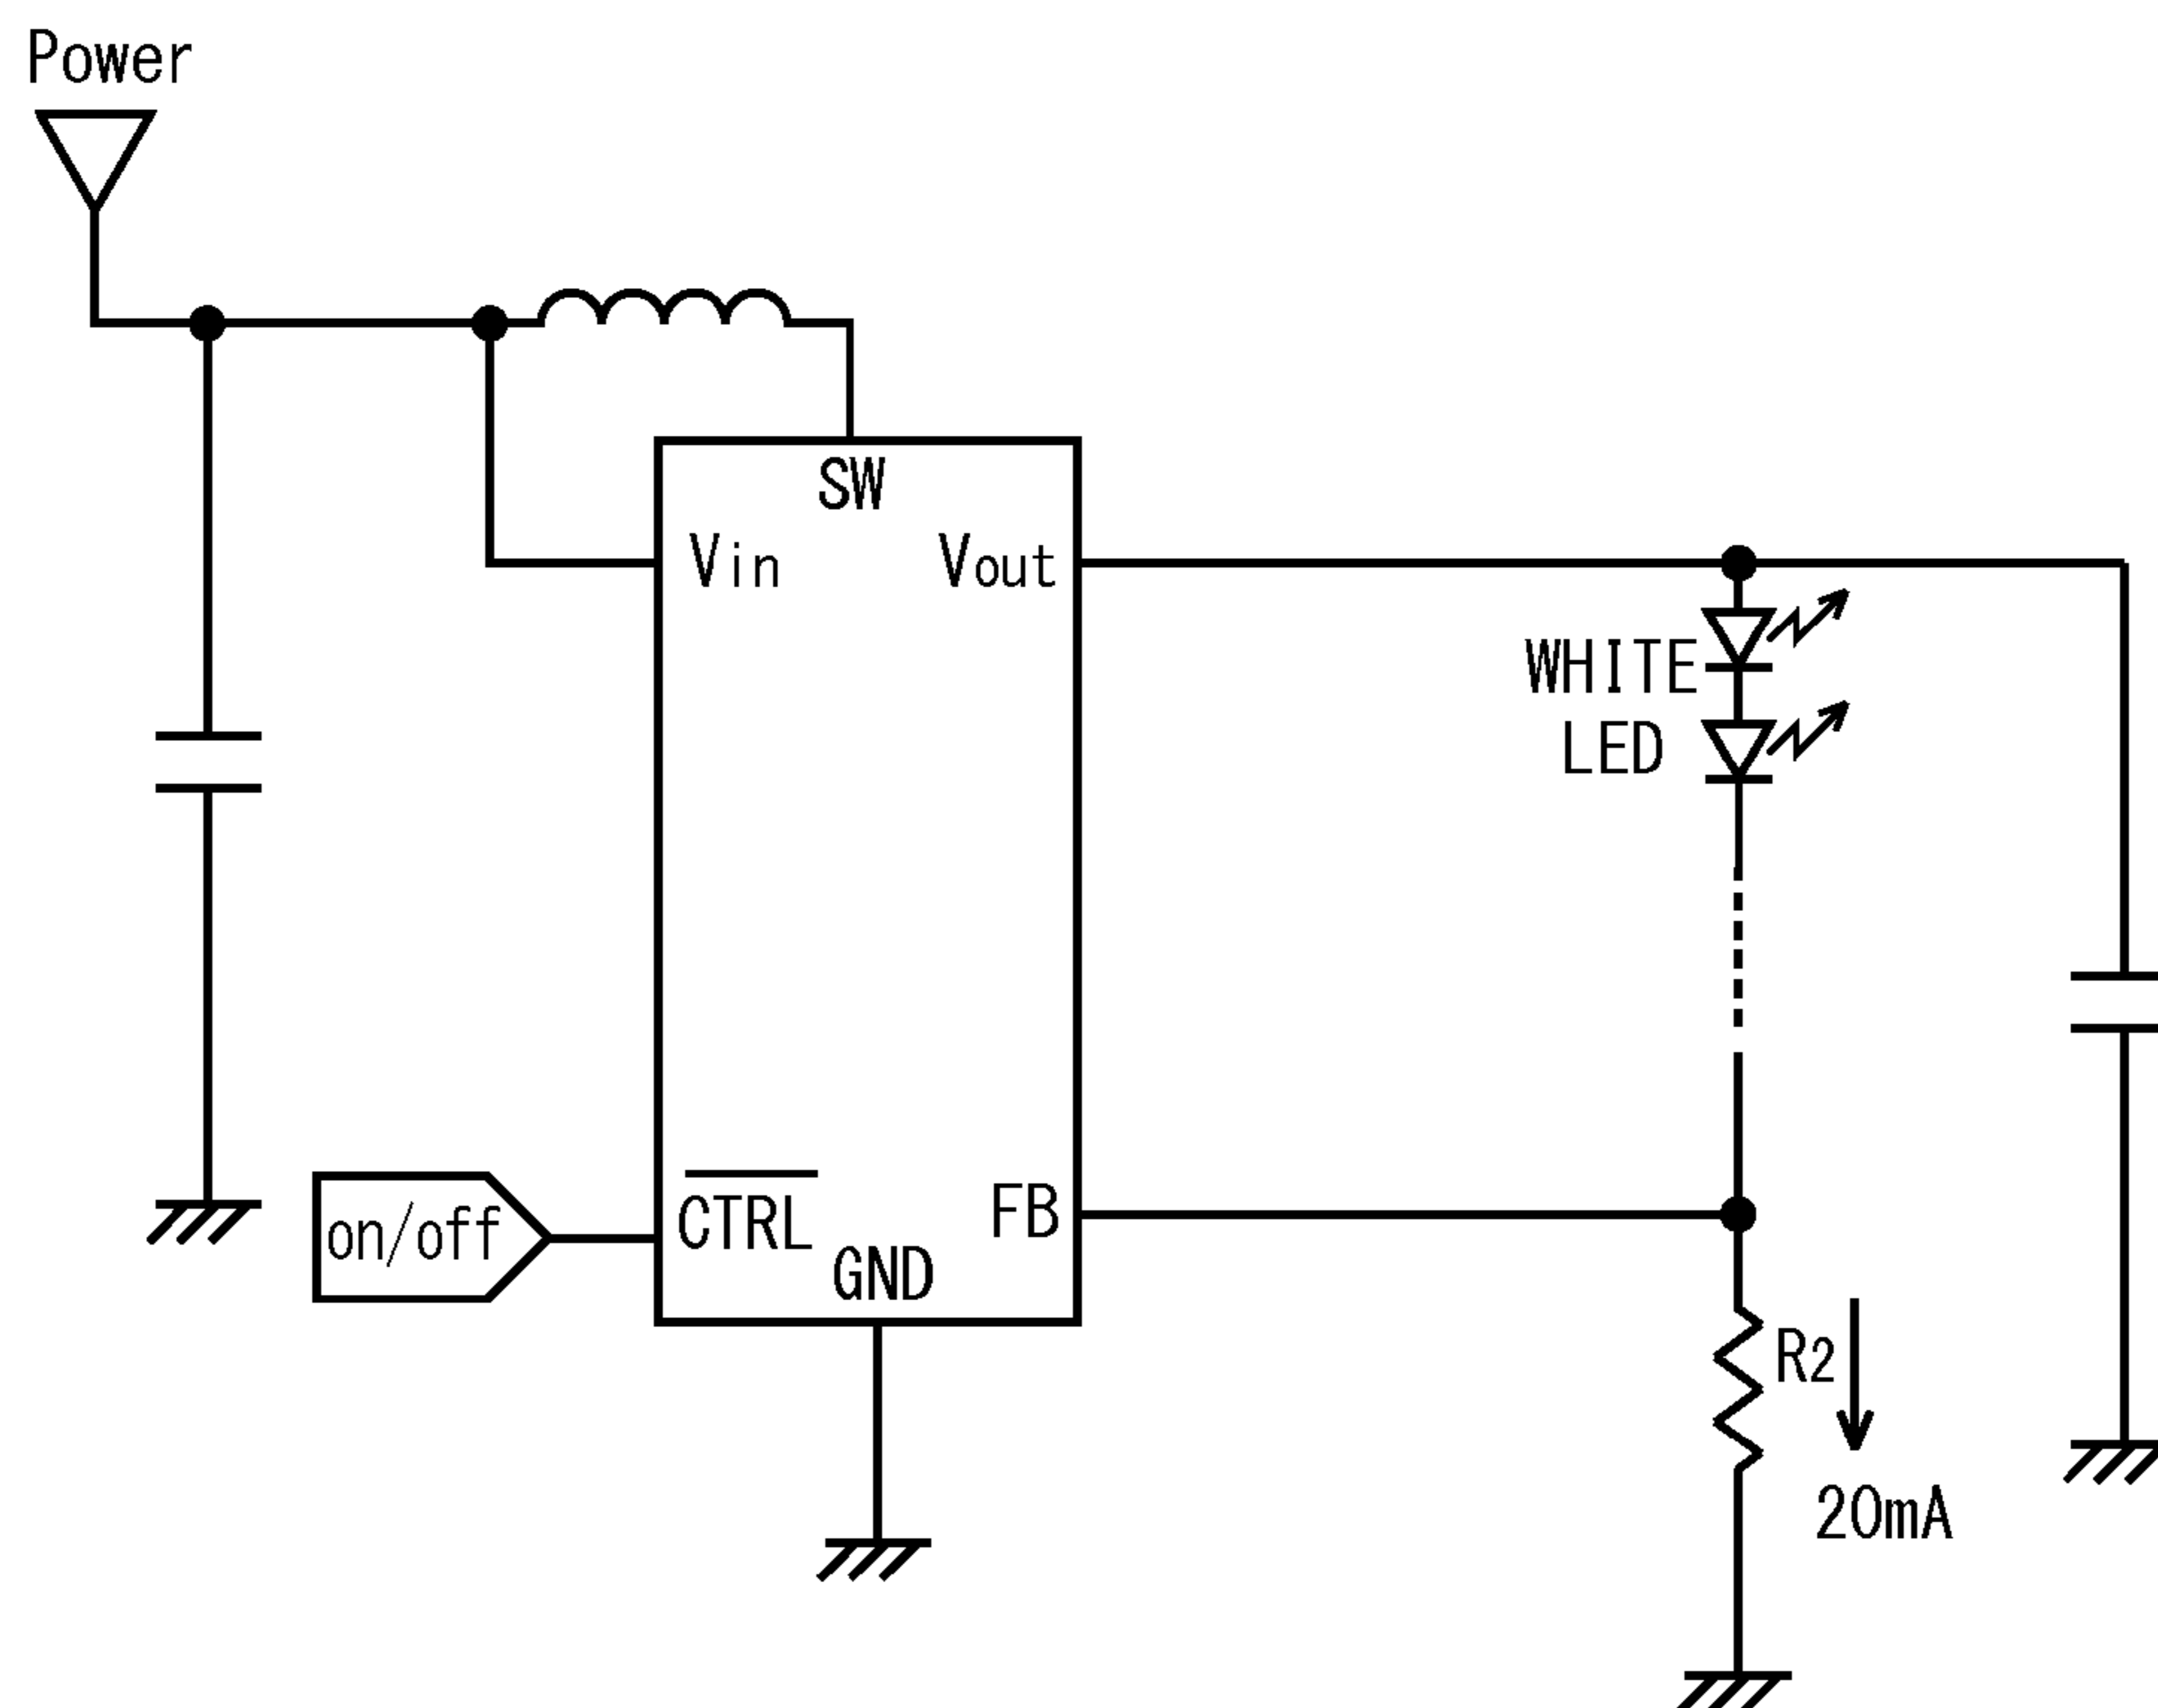 Power
SW
Vin
Vout
WHITE
LED
on/off
CTRL
FB
GND
R2
20mA